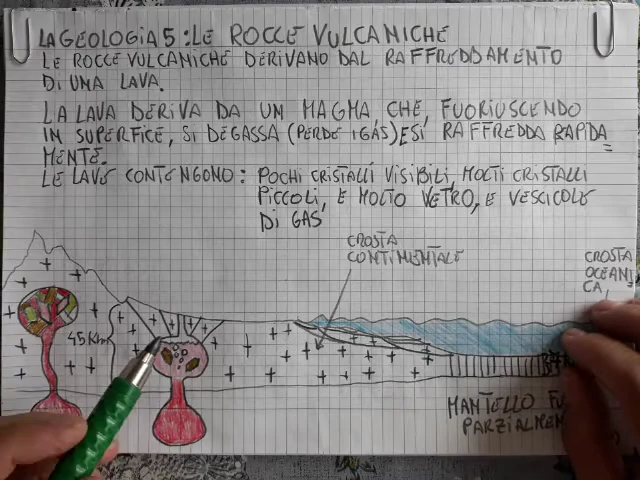 LA GEOLOGIA 5: LE ROCCE VULCANICHE
LE ROCCE VULCANICHE DERIVANO DAL RAFFREDDAMENTO
DI UNA LAVA.
LA LAVA DERIVA DA UN MAGMA, CHE, FUORIUSCENDO
IN SUPERFICE, SI DEGASSA (PERDE I GAS) E SI RAFFREDDA RAPIDA=
MENTE.
LE LAVE CONTENGONO: POCHI CRISTALLI VISIBILI, MOLTI CRISTALLI
PICCOLI, E MOLTO VETRO, E VESCICOLE
DI GAS
CROSTA
CONTINENTALE
CROSTA
OCEANI=
CA,
45 Km
MANTELLO